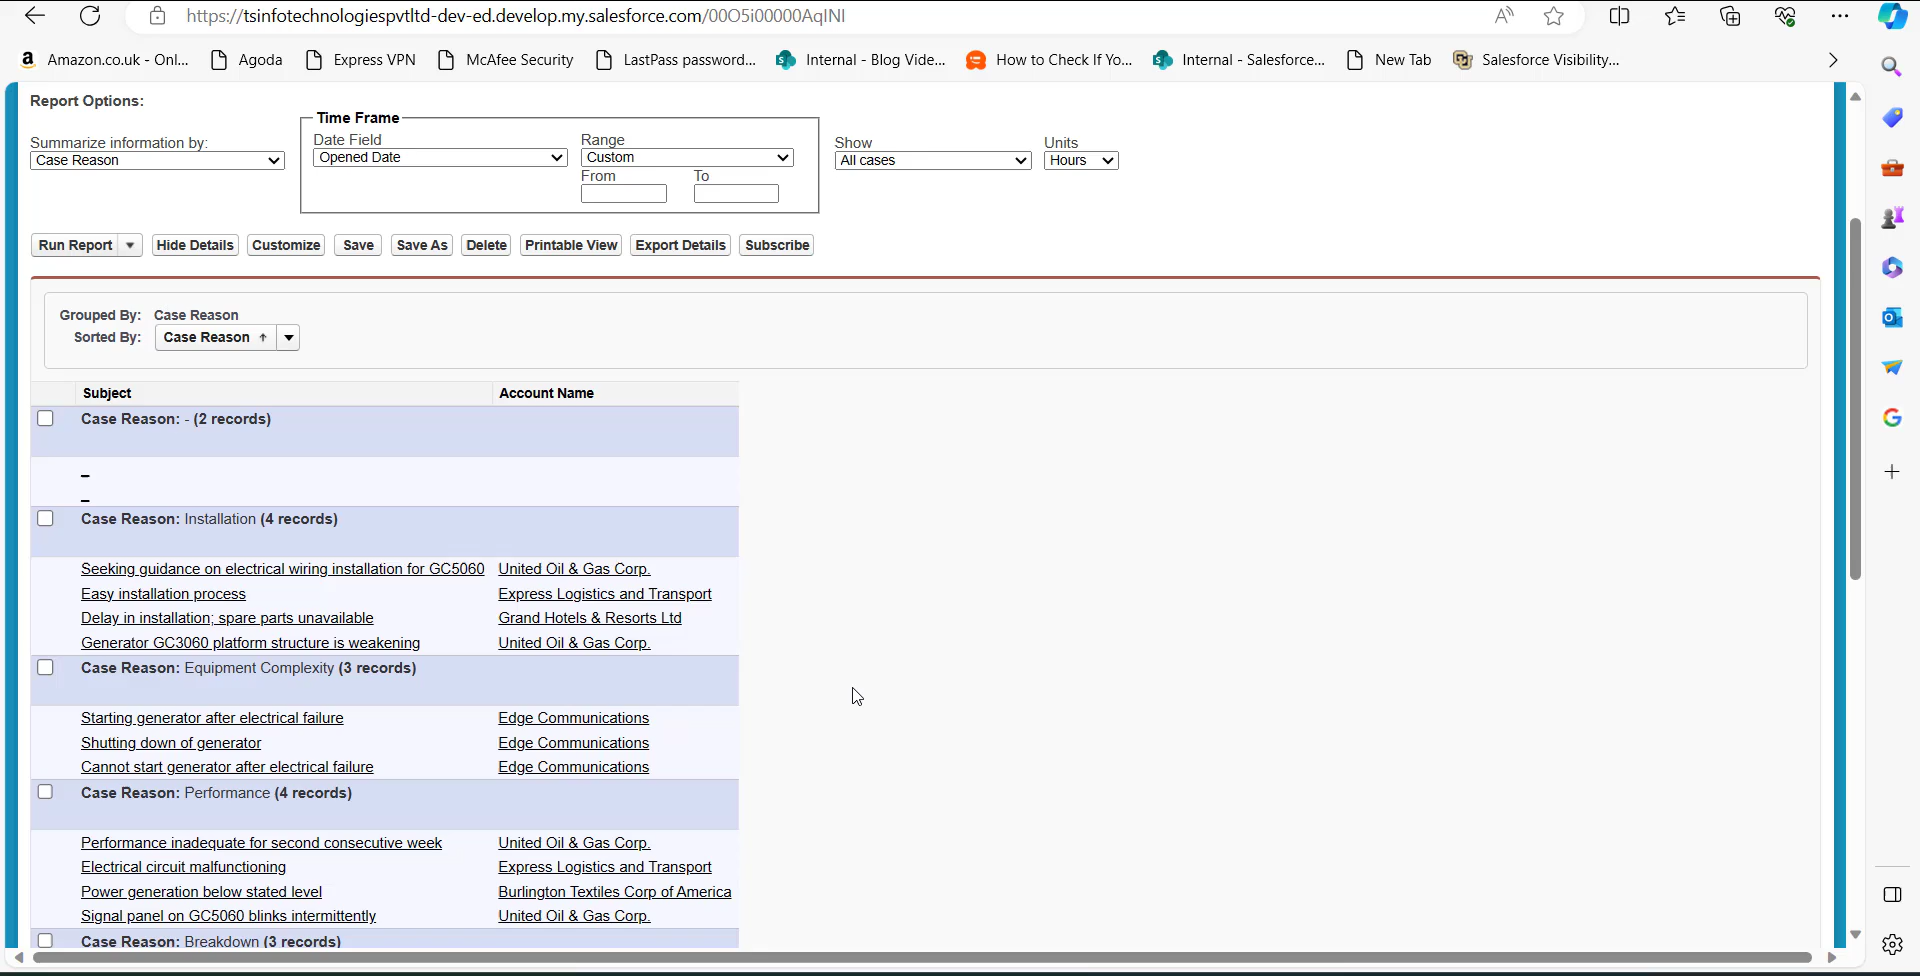 https://tsinfotechnologiespvtltd-dev-ed.develop.my.salesforce.com/00O5i00000AqlNl
Amazon.co.uk - Onl...
Agoda
Express VPN
McAfee Security
LastPass password...
Internal - Blog Vide...
How to Check If Yo...
Internal - Salesforce...
New Tab
Salesforce Visibility...
Report Options:
Summarize information by:
Case Reason
Time Frame
Date Field
Opened Date
Range
Custom
From
To
Show
All cases
Units
Hours
Run Report
Hide Details
Customize
Save
Save As
Delete
Printable View
Export Details
Subscribe
Grouped By: Case Reason
Sorted By: Case Reason ↑
Subject Account Name
Case Reason: - (2 records)
-
-
Case Reason: Installation (4 records)
Seeking guidance on electrical wiring installation for GC5060 United Oil & Gas Corp.
Easy installation process Express Logistics and Transport
Delay in installation; spare parts unavailable Grand Hotels & Resorts Ltd
Generator GC3060 platform structure is weakening United Oil & Gas Corp.
Case Reason: Equipment Complexity (3 records)
Starting generator after electrical failure Edge Communications
Shutting down of generator Edge Communications
Cannot start generator after electrical failure Edge Communications
Case Reason: Performance (4 records)
Performance inadequate for second consecutive week United Oil & Gas Corp.
Electrical circuit malfunctioning Express Logistics and Transport
Power generation below stated level Burlington Textiles Corp of America
Signal panel on GC5060 blinks intermittently United Oil & Gas Corp.
Case Reason: Breakdown (3 records)